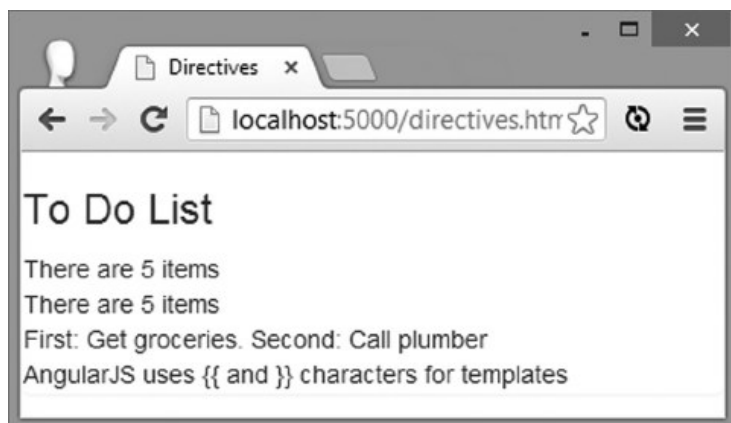 Directives
localhost:5000/directives.htm
To Do List
There are 5 items
There are 5 items
First: Get groceries. Second: Call plumber
AngularJS uses {{ and }} characters for templates